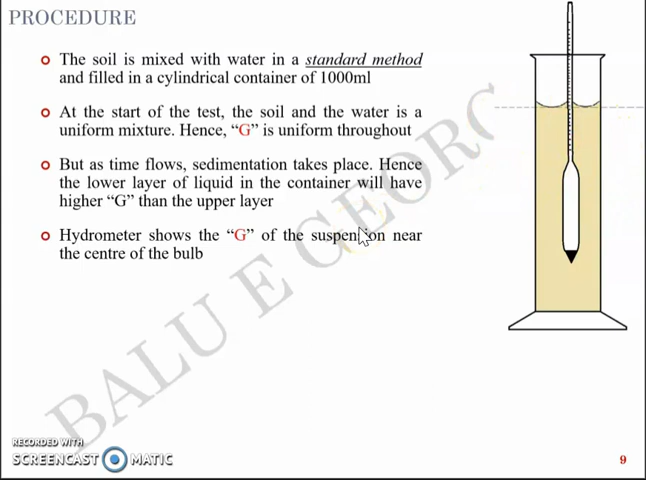 PROCEDURE
The soil is mixed with water in a standard method
and filled in a cylindrical container of 1000ml
At the start of the test, the soil and the water is a
uniform mixture. Hence, “G” is uniform throughout
But as time flows, sedimentation takes place. Hence
the lower layer of liquid in the container will have
higher “G” than the upper layer
Hydrometer shows the “G” of the suspension near
the centre of the bulb
BALU E GEORG
RECORDED WITH
SCREENCAST MATIC
9